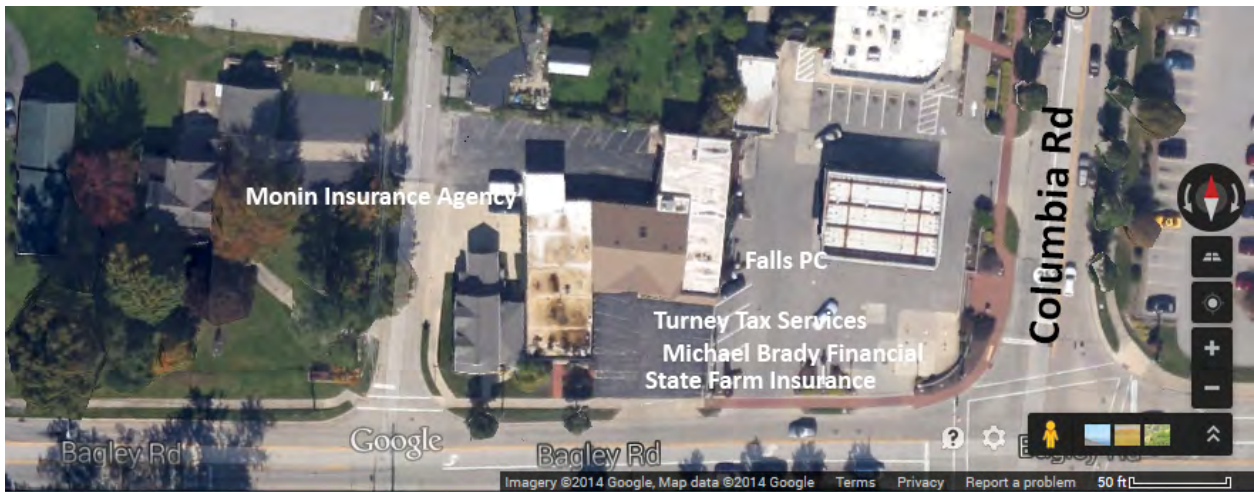 Monin Insurance Agency
Falls PC
Turney Tax Services
Michael Brady Financial
State Farm Insurance
Columbia Rd
Bagley Rd
Google
Bagley Rd
Bagley Rd
Imagery ©2014 Google, Map data ©2014 Google Terms Privacy Report a problem 50 ft